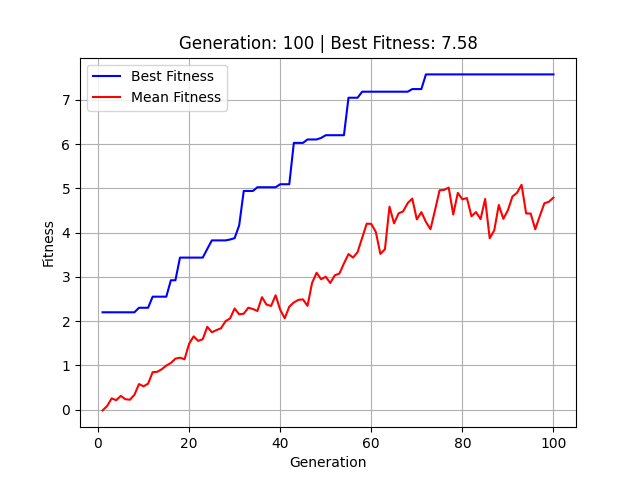 Generation: 100 | Best Fitness: 7.58
Best Fitness
Mean Fitness
7
6
5
4
3
2
1
0
Fitness
0 20 40 60 80 100
Generation